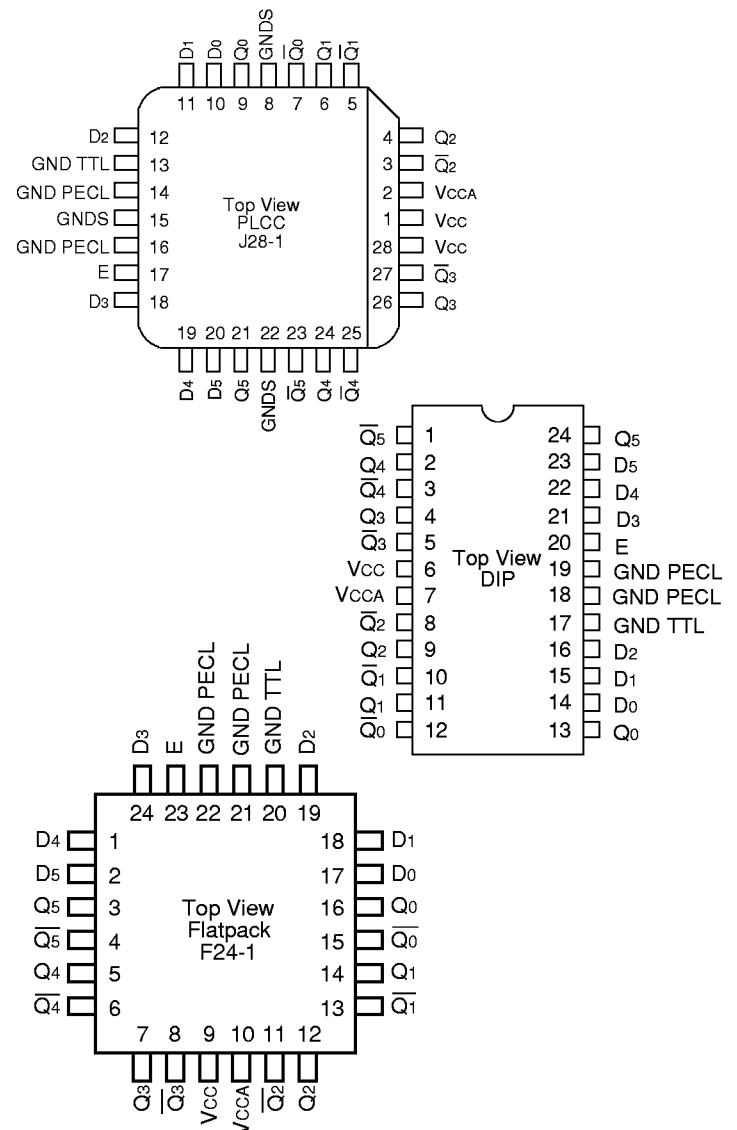 D1 D0 Q0 GNDS Q̅0 Q1 Q̅1
11 10 9 8 7 6 5
D2 12
GND TTL 13
GND PECL 14
GNDS 15
GND PECL 16
E 17
D3 18
Top View
PLCC
J28-1
4 Q2
3 Q̅2
2 VCCA
1 VCC
28 VCC
27 Q̅3
26 Q3
19 20 21 22 23 24 25
D4 D5 Q5 GNDS Q̅5 Q4 Q̅4
Q̅5 1 24 Q5
Q4 2 23 D5
Q̅4 3 22 D4
Q3 4 21 D3
Q̅3 5 20 E
VCC 6 19 GND PECL
VCCA 7 18 GND PECL
Q̅2 8 17 GND TTL
Q2 9 16 D2
Q̅1 10 15 D1
Q1 11 14 D0
Q̅0 12 13 Q0
Top View
DIP
D3 E GND PECL GND PECL GND TTL D2
24 23 22 21 20 19
D4 1 18 D1
D5 2 17 D0
Q5 3 16 Q0
Q̅5 4 15 Q̅0
Q4 5 14 Q1
Q̅4 6 13 Q̅1
Top View
Flatpack
F24-1
7 8 9 10 11 12
Q3 Q̅3 VCC VCCA Q̅2 Q2